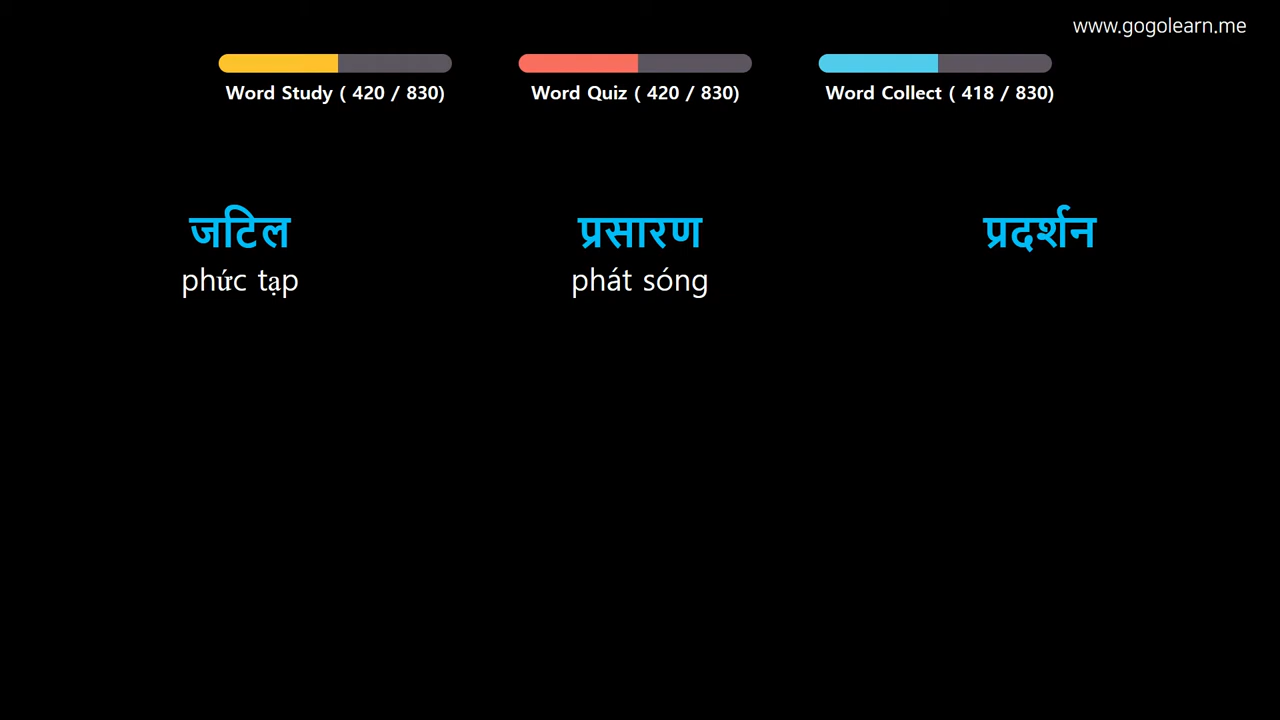 www.gogolearn.me
Word Study ( 420 / 830)
Word Quiz ( 420 / 830)
Word Collect ( 418 / 830)
जटिल
phức tạp
प्रसारण
phát sóng
प्रदर्शन